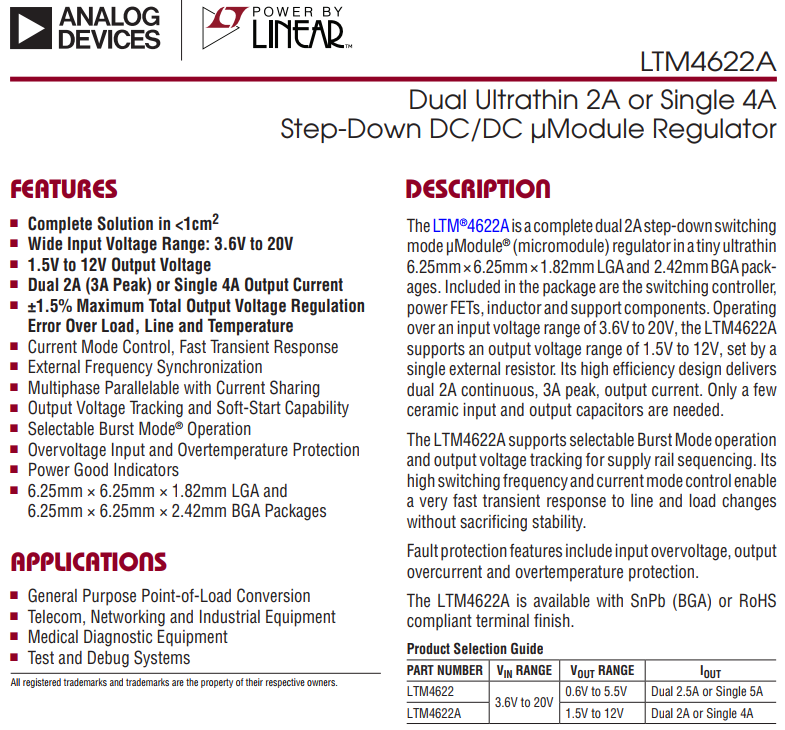 ANALOG
DEVICES
POWER BY
LINEAR™
LTM4622A
Dual Ultrathin 2A or Single 4A
Step-Down DC/DC µModule Regulator
FEATURES
■ Complete Solution in <1cm²
■ Wide Input Voltage Range: 3.6V to 20V
■ 1.5V to 12V Output Voltage
■ Dual 2A (3A Peak) or Single 4A Output Current
■ ±1.5% Maximum Total Output Voltage Regulation
Error Over Load, Line and Temperature
■ Current Mode Control, Fast Transient Response
■ External Frequency Synchronization
■ Multiphase Parallelable with Current Sharing
■ Output Voltage Tracking and Soft-Start Capability
■ Selectable Burst Mode® Operation
■ Overvoltage Input and Overtemperature Protection
■ Power Good Indicators
■ 6.25mm × 6.25mm × 1.82mm LGA and
6.25mm × 6.25mm × 2.42mm BGA Packages
APPLICATIONS
■ General Purpose Point-of-Load Conversion
■ Telecom, Networking and Industrial Equipment
■ Medical Diagnostic Equipment
■ Test and Debug Systems
All registered trademarks and trademarks are the property of their respective owners.
DESCRIPTION
The LTM®4622A is a complete dual 2A step-down switching
mode µModule® (micromodule) regulator in a tiny ultrathin
6.25mm × 6.25mm × 1.82mm LGA and 2.42mm BGA pack-
ages. Included in the package are the switching controller,
power FETs, inductor and support components. Operating
over an input voltage range of 3.6V to 20V, the LTM4622A
supports an output voltage range of 1.5V to 12V, set by a
single external resistor. Its high efficiency design delivers
dual 2A continuous, 3A peak, output current. Only a few
ceramic input and output capacitors are needed.
The LTM4622A supports selectable Burst Mode operation
and output voltage tracking for supply rail sequencing. Its
high switching frequency and current mode control enable
a very fast transient response to line and load changes
without sacrificing stability.
Fault protection features include input overvoltage, output
overcurrent and overtemperature protection.
The LTM4622A is available with SnPb (BGA) or RoHS
compliant terminal finish.
Product Selection Guide
PART NUMBER VIN RANGE VOUT RANGE IOUT
LTM4622 3.6V to 20V 0.6V to 5.5V Dual 2.5A or Single 5A
LTM4622A 1.5V to 12V Dual 2A or Single 4A